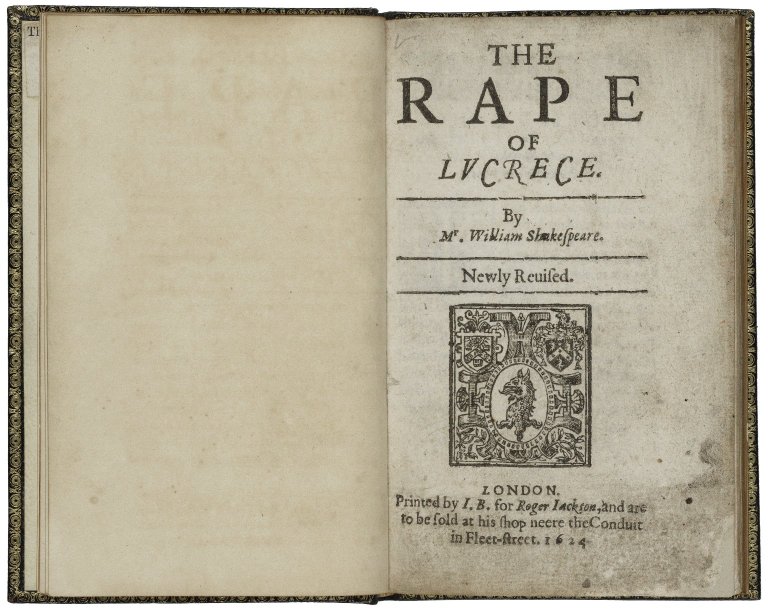 TH
THE
RAPE
OF
LVCRECE.
By
Mr. William Shakeſpeare.
Newly Reuiſed.
LONDON.
Printed by I. B. for Roger Iackſon, and are
to be ſold at his ſhop neere the Conduit
in Fleet-ſtreet. 1624